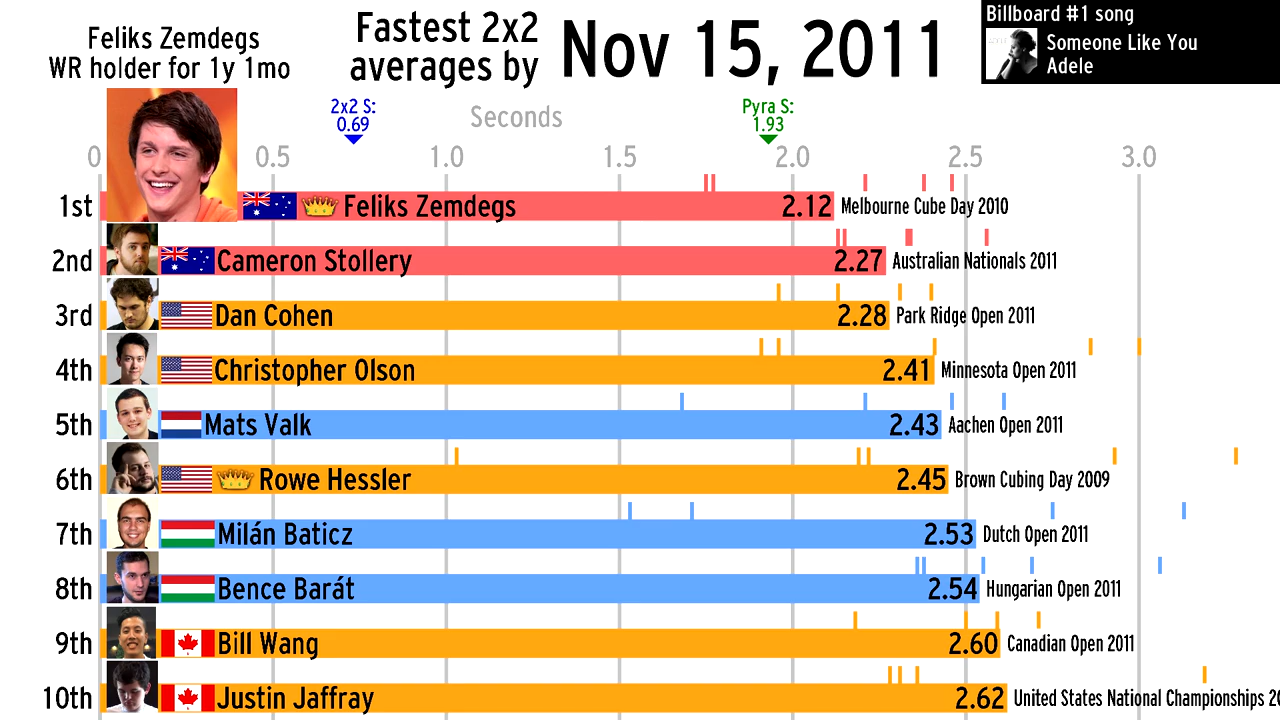 Feliks Zemdegs
WR holder for 1y 1mo
Fastest 2x2
averages by
Nov 15, 2011
Billboard #1 song
Someone Like You
Adele
2x2 S:
0.69
Seconds
Pyra S:
1.93
0 0.5 1.0 1.5 2.0 2.5 3.0
1st Feliks Zemdegs 2.12 Melbourne Cube Day 2010
2nd Cameron Stollery 2.27 Australian Nationals 2011
3rd Dan Cohen 2.28 Park Ridge Open 2011
4th Christopher Olson 2.41 Minnesota Open 2011
5th Mats Valk 2.43 Aachen Open 2011
6th Rowe Hessler 2.45 Brown Cubing Day 2009
7th Milán Baticz 2.53 Dutch Open 2011
8th Bence Barát 2.54 Hungarian Open 2011
9th Bill Wang 2.60 Canadian Open 2011
10th Justin Jaffray 2.62 United States National Championships